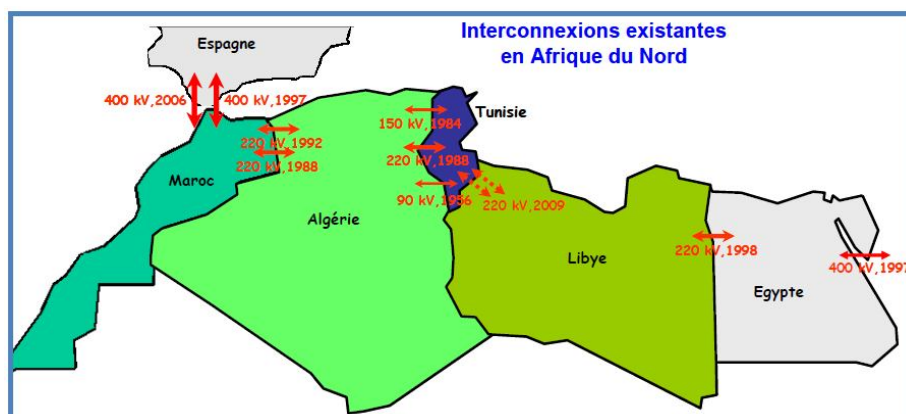 Interconnexions existantes
en Afrique du Nord
Espagne
400 kV,2006
400 kV,1997
Tunisie
150 kV,1984
220 kV,1992
220 kV,1988
220 kV,1988
Maroc
90 kV,1956
220 kV,2009
Algérie
220 kV,1998
Libye
400 kV,1997
Egypte